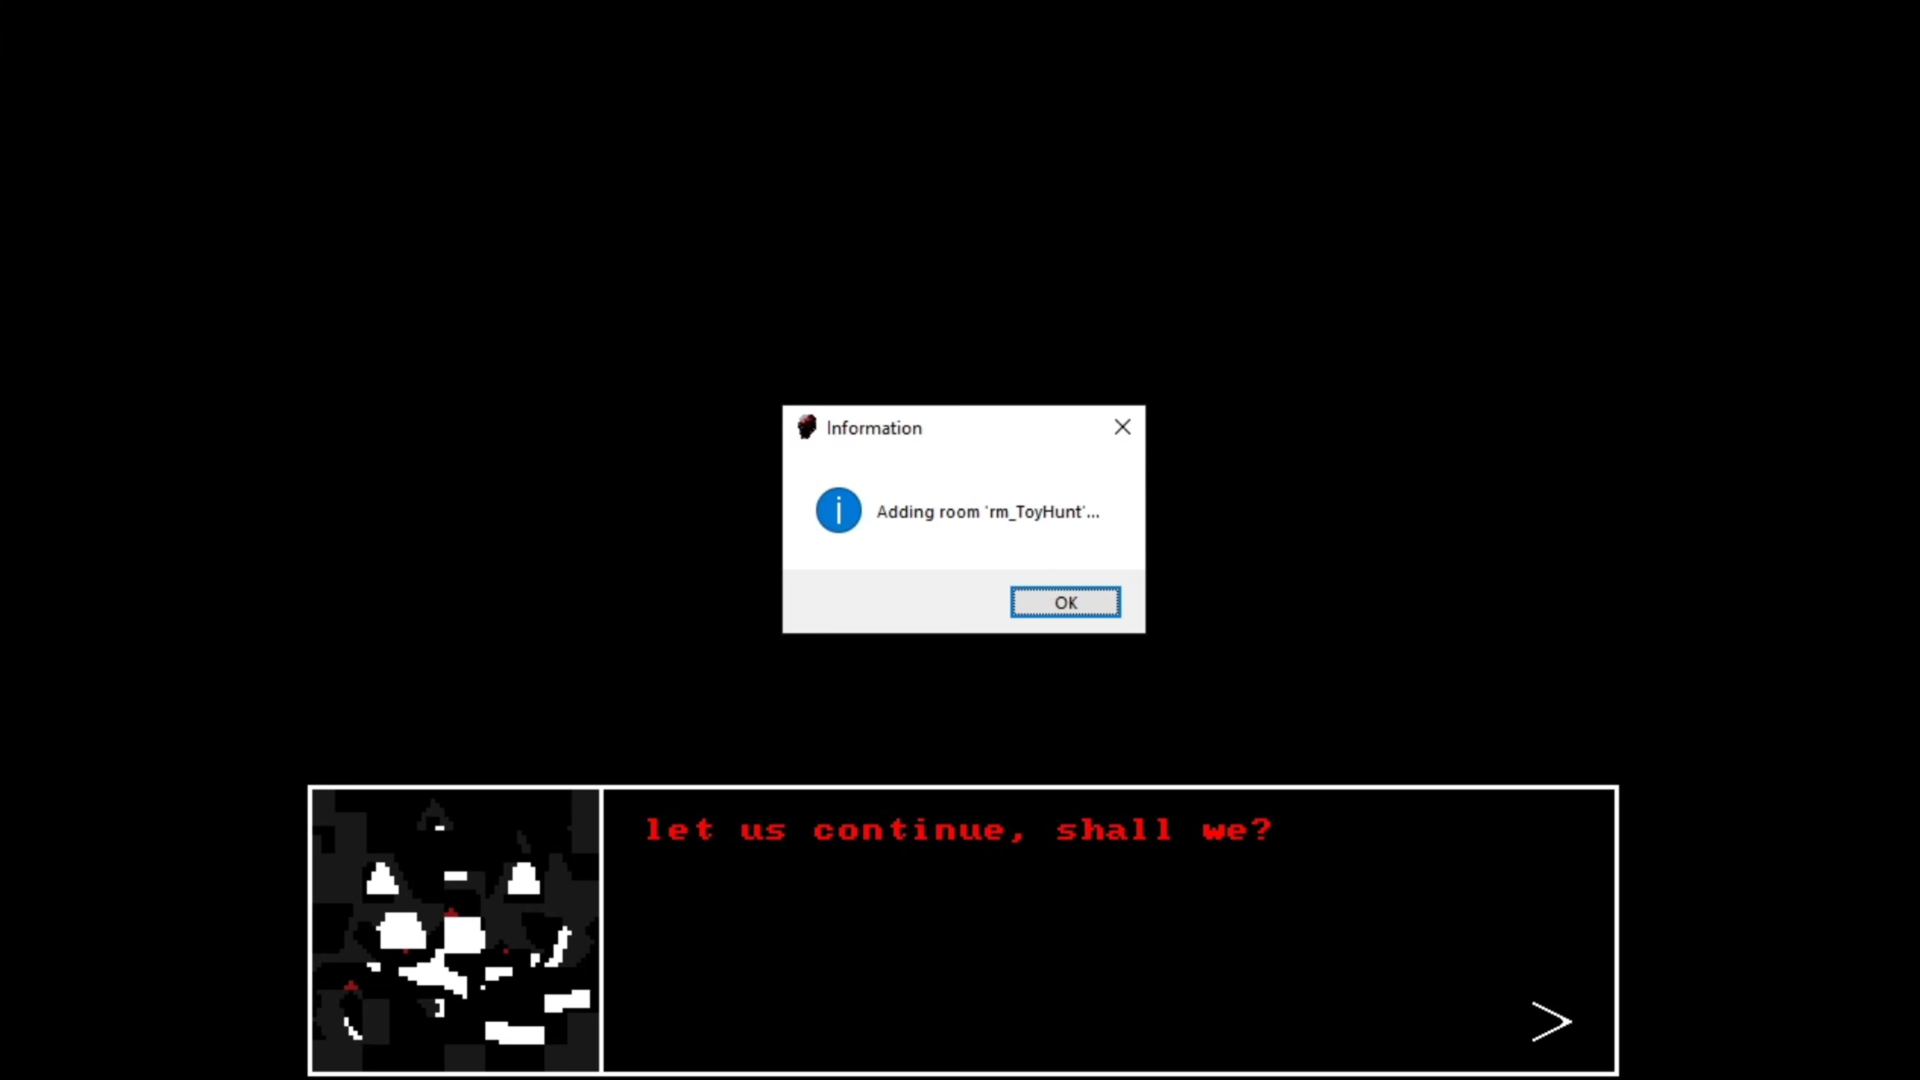 Information
Adding room 'rm_ToyHunt'...
OK
let us continue, shall we?